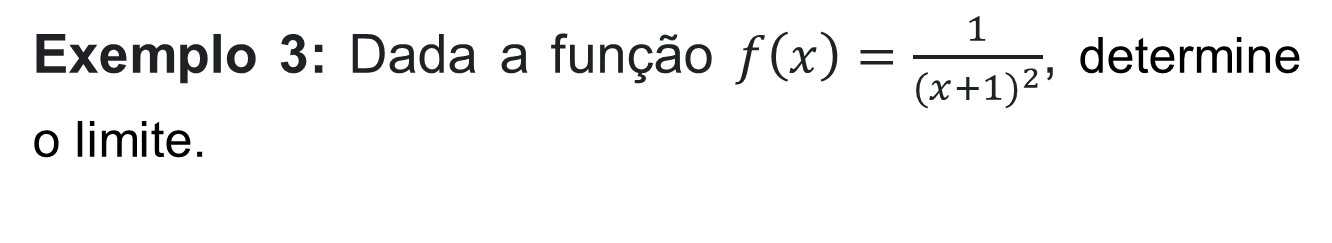 Exemplo 3: Dada a função f(x) = 1/(x+1)², determine
o limite.